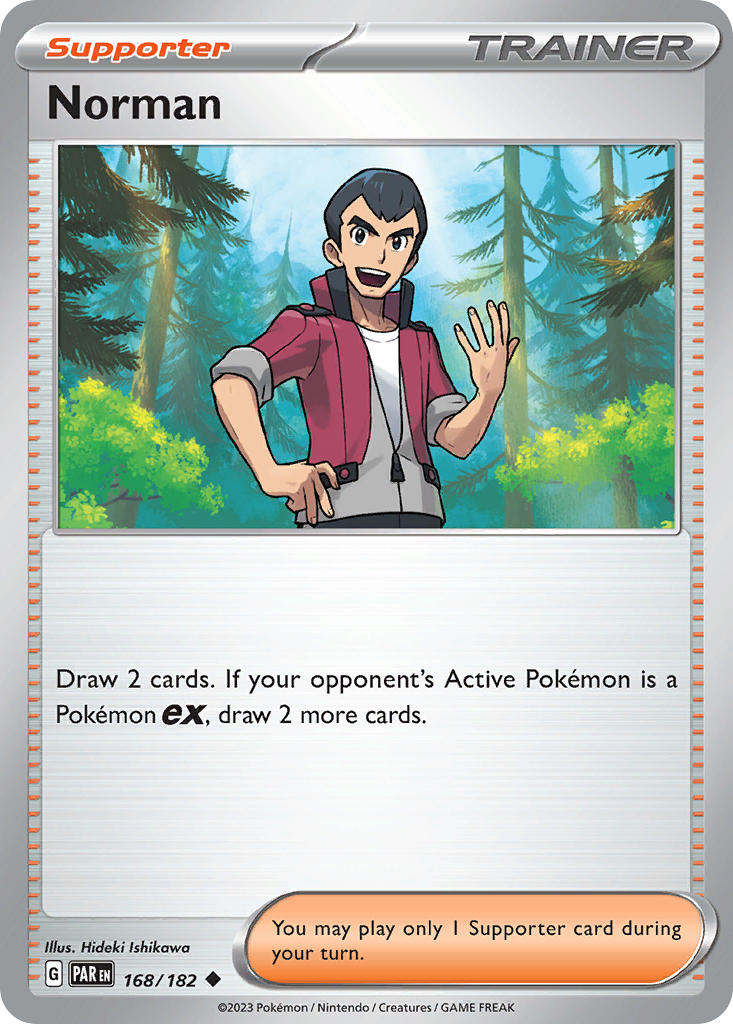 Supporter
TRAINER
Norman
Draw 2 cards. If your opponent's Active Pokémon is a
Pokémon ex, draw 2 more cards.
You may play only 1 Supporter card during
your turn.
Illus. Hideki Ishikawa
G PAR EN 168/182
©2023 Pokémon / Nintendo / Creatures / GAME FREAK